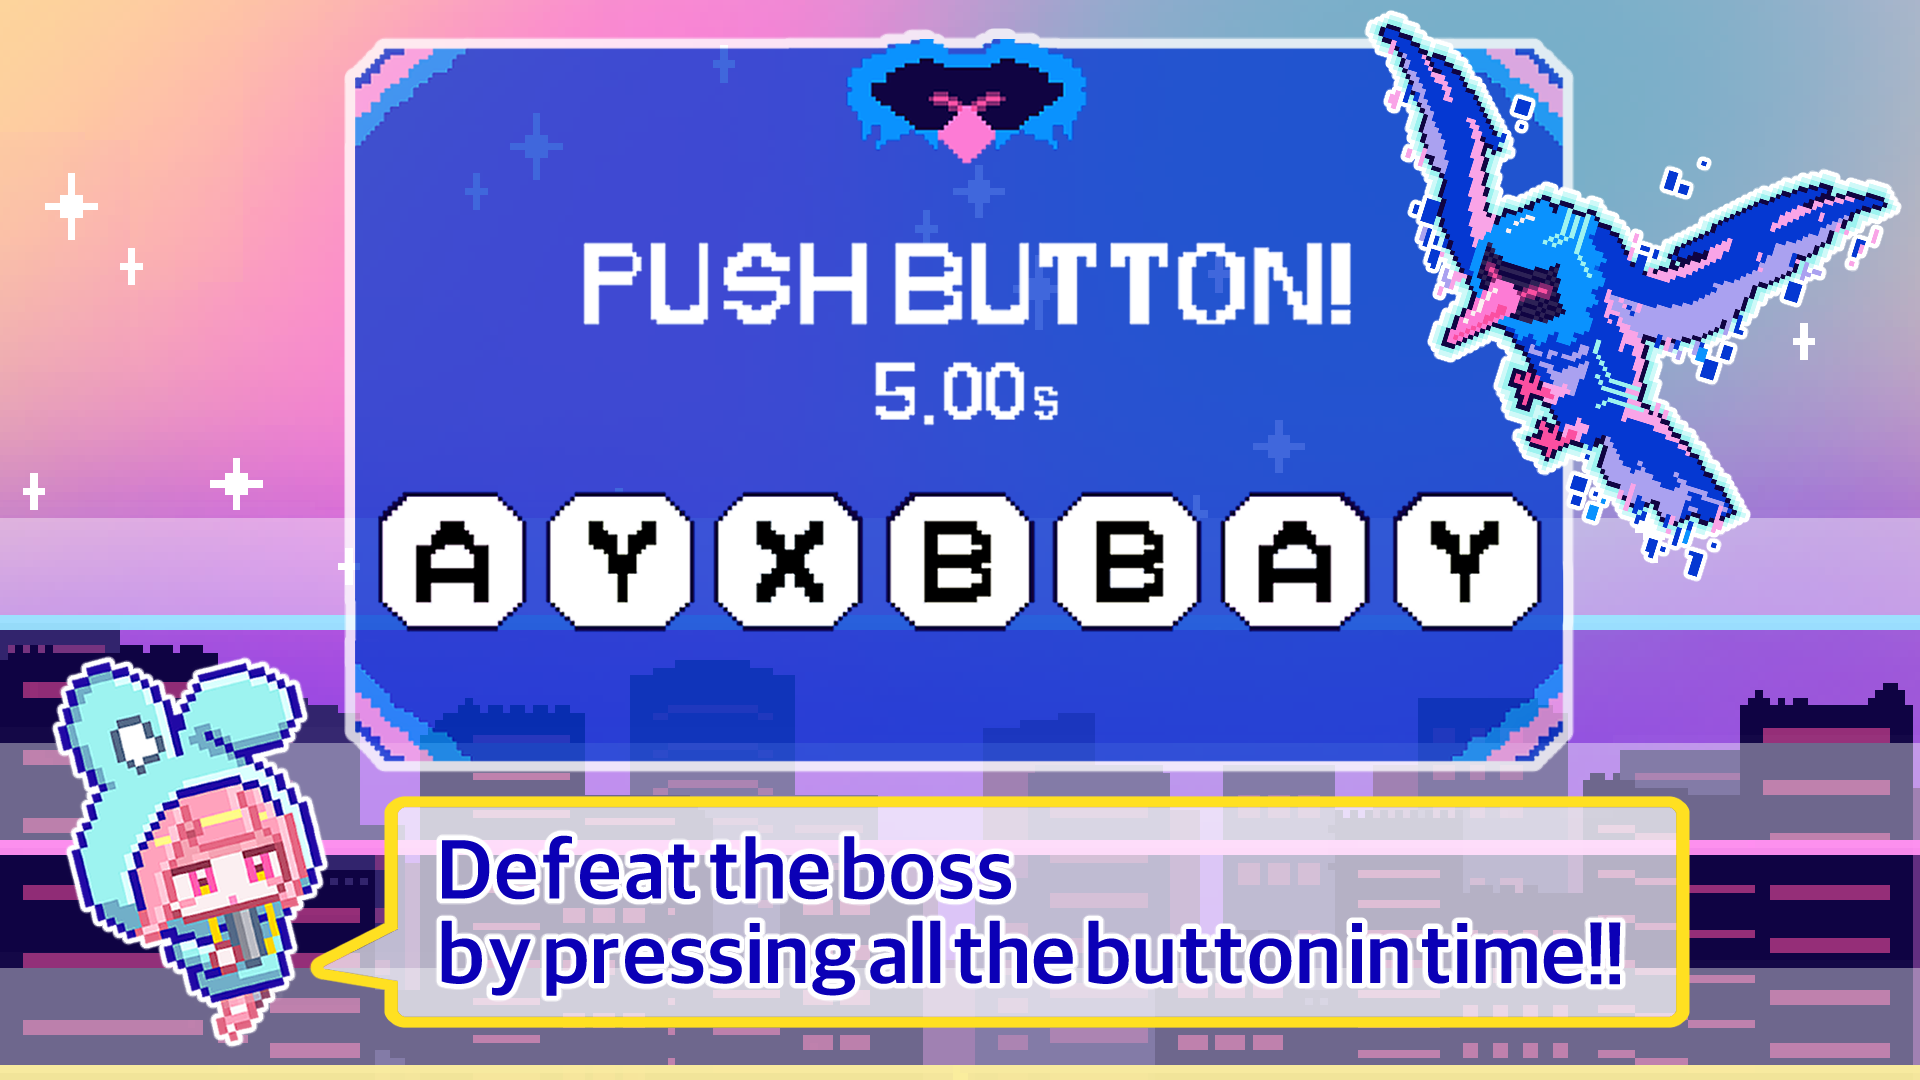 PUSH BUTTON!
5.00s
A Y X B B A Y
Defeat the boss
by pressing all the button in time!!